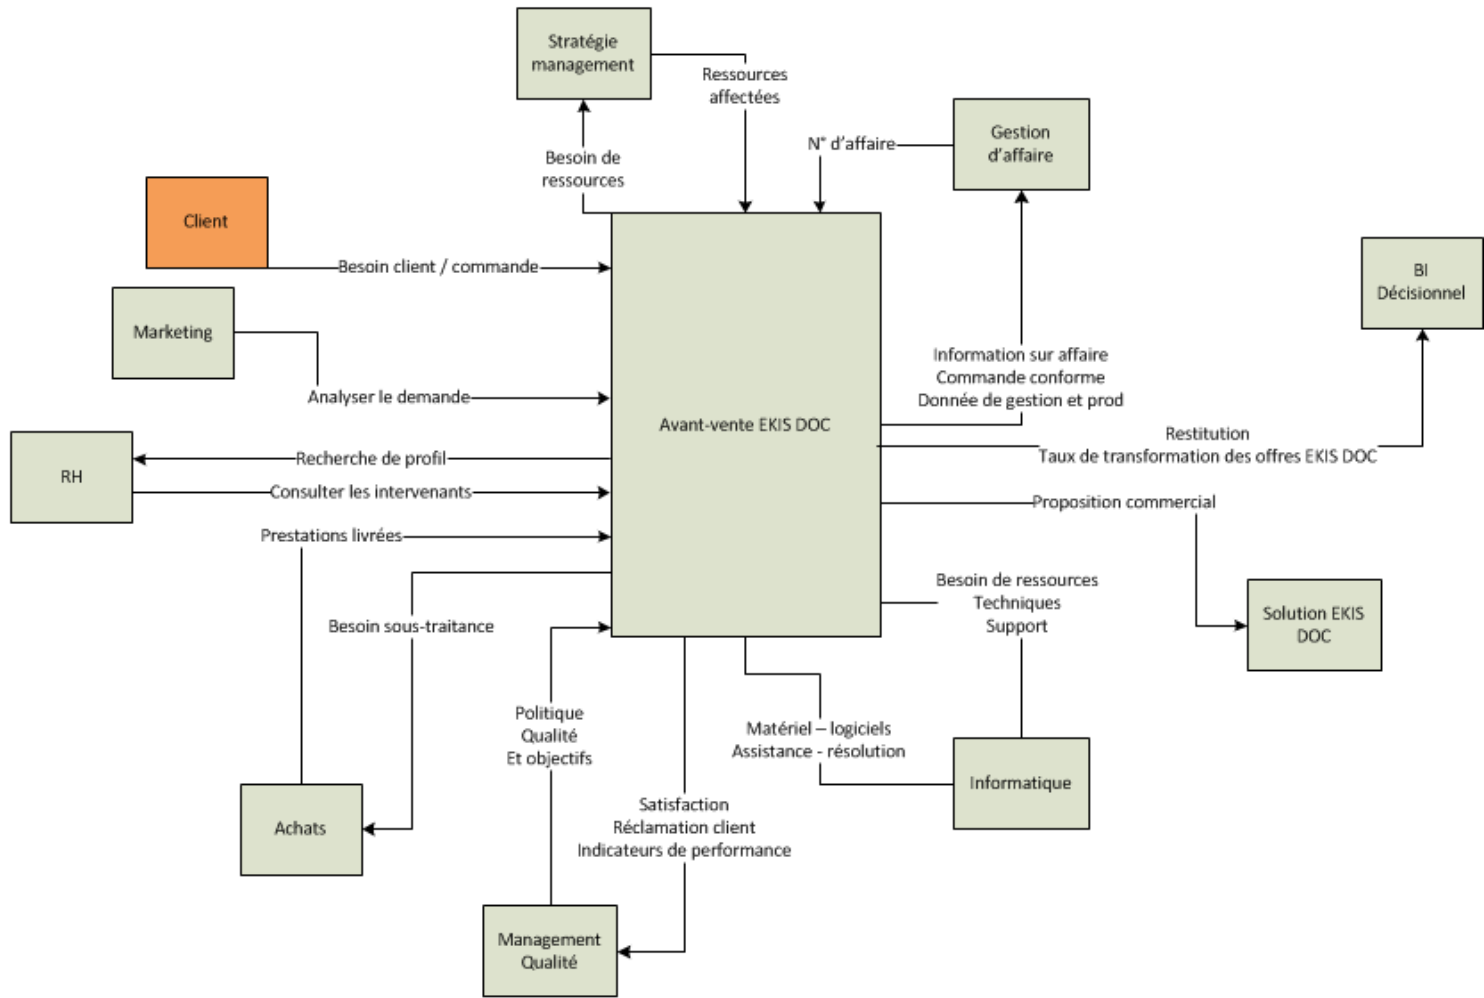 Stratégie
management
Ressources
affectées
Gestion
d'affaire
N° d'affaire
Besoin de
ressources
Client
Besoin client / commande
BI
Décisionnel
Marketing
Analyser le demande
Information sur affaire
Commande conforme
Donnée de gestion et prod
Avant-vente EKIS DOC
Restitution
Taux de transformation des offres EKIS DOC
RH
Recherche de profil
Consulter les intervenants
Proposition commercial
Prestations livrées
Besoin de ressources
Techniques
Support
Solution EKIS
DOC
Besoin sous-traitance
Politique
Qualité
Et objectifs
Matériel – logiciels
Assistance - résolution
Informatique
Achats
Satisfaction
Réclamation client
Indicateurs de performance
Management
Qualité